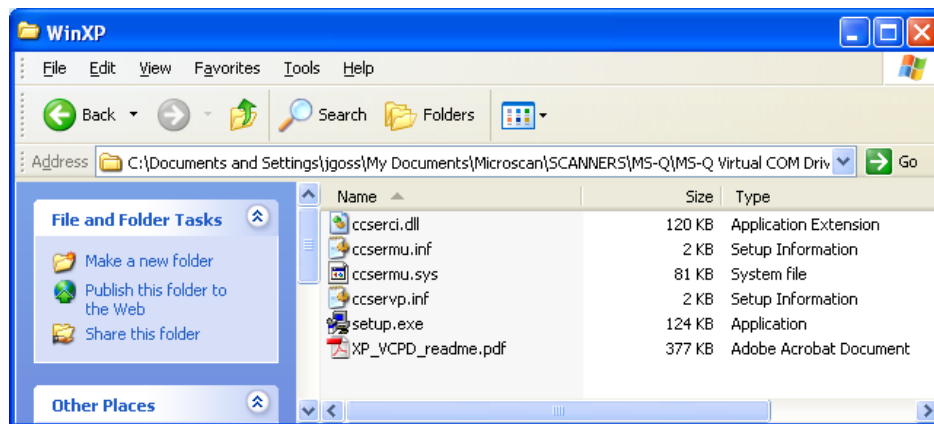 WinXP
File Edit View Favorites Tools Help
Back Search Folders
Address C:\Documents and Settings\jgoss\My Documents\Microscan\SCANNERS\MS-Q\MS-Q Virtual COM Driv Go
File and Folder Tasks
Make a new folder
Publish this folder to
the Web
Share this folder
Other Places
Name Size Type
ccserci.dll 120 KB Application Extension
ccsermu.inf 2 KB Setup Information
ccsermu.sys 81 KB System file
ccservp.inf 2 KB Setup Information
setup.exe 124 KB Application
XP_VCPD_readme.pdf 377 KB Adobe Acrobat Document